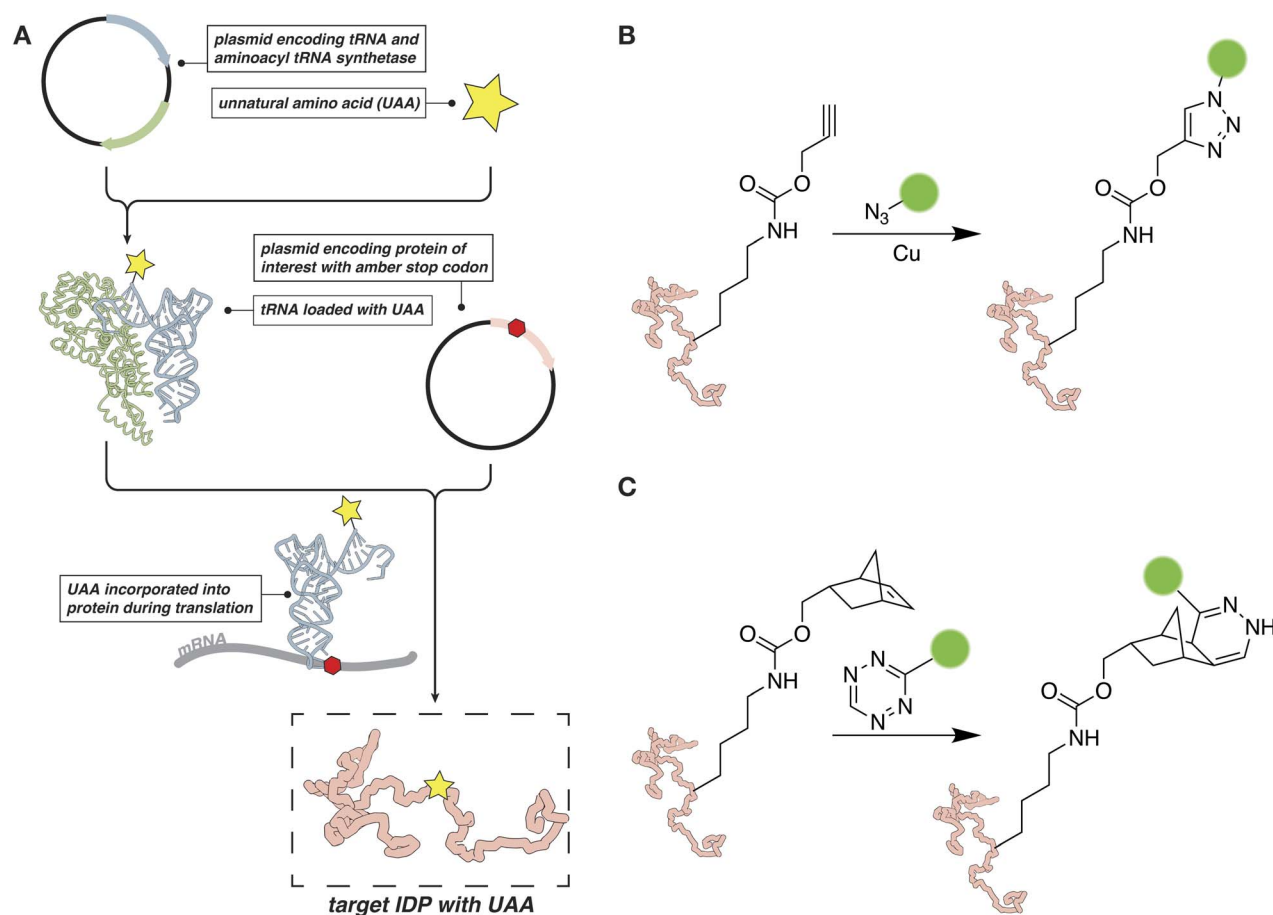 A
plasmid encoding tRNA and
aminoacyl tRNA synthetase
unnatural amino acid (UAA)
plasmid encoding protein of
interest with amber stop codon
tRNA loaded with UAA
UAA incorporated into
protein during translation
mRNA
target IDP with UAA
B
O
O
NH
N3
Cu
N
N
N
O
O
NH
C
O
O
NH
N
N
N
N
N
NH
O
O
NH